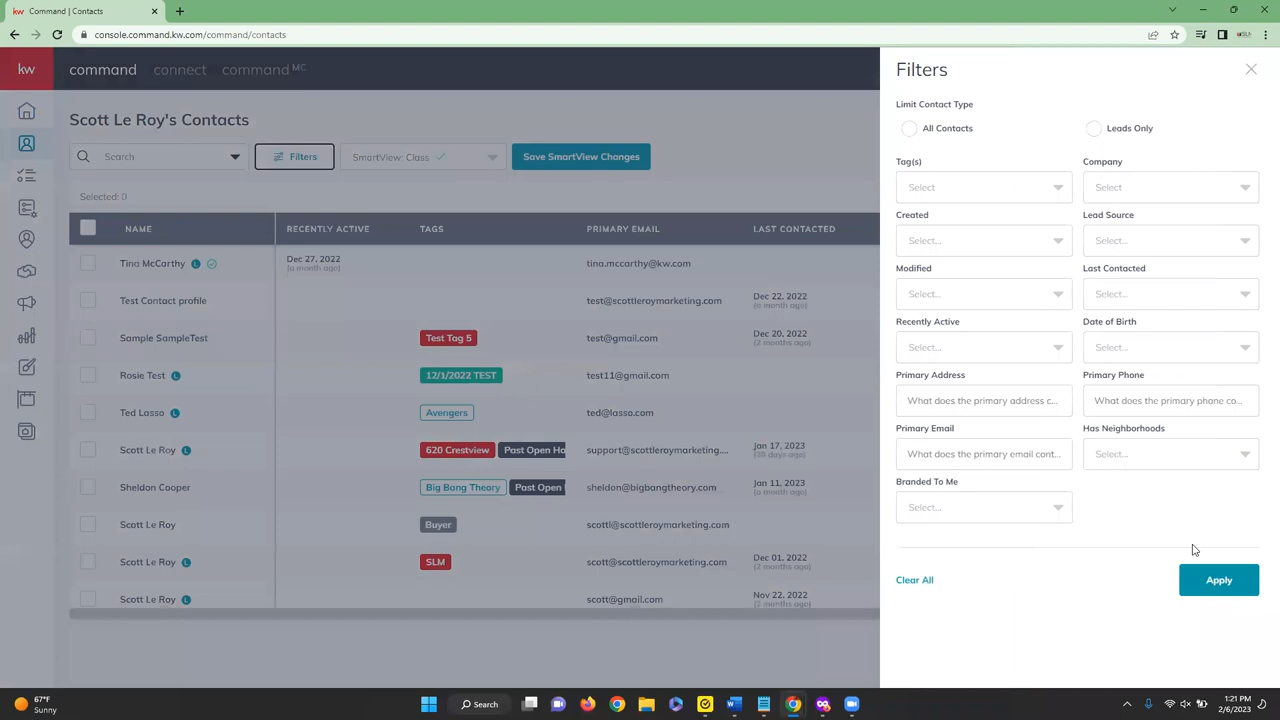 Command | Contacts
console.command.kw.com/command/contacts
kw
command connect command MC
Scott Le Roy's Contacts
Search
Filters
SmartView: Class
Save SmartView Changes
Selected: 0
NAME RECENTLY ACTIVE TAGS PRIMARY EMAIL LAST CONTACTED
Tina McCarthy L Dec 27, 2022 tina.mccarthy@kw.com
(a month ago)
Test Contact profile test@scottleroymarketing.com Dec 22, 2022
(a month ago)
Sample SampleTest Test Tag 5 test@gmail.com Dec 20, 2022
(2 months ago)
Rosie Test L 12/1/2022 TEST test11@gmail.com
Ted Lasso L Avengers ted@lasso.com
Scott Le Roy L 620 Crestview Past Open Ho support@scottleroymarketing.... Jan 17, 2023
Sheldon Cooper Big Bang Theory Past Open sheldon@bigbangtheory.com Jan 11, 2023
(a month ago)
Scott Le Roy Buyer scottl@scottleroymarketing.com
Scott Le Roy L SLM scott@scottleroymarketing.com Dec 01, 2022
(2 months ago)
Scott Le Roy L scott@gmail.com Nov 22, 2022
months ago)
Filters
Limit Contact Type
All Contacts Leads Only
Tag(s) Company
Select Select
Created Lead Source
Select... Select...
Modified Last Contacted
Select... Select...
Recently Active Date of Birth
Select... Select...
Primary Address Primary Phone
What does the primary address c... What does the primary phone co...
Primary Email Has Neighborhoods
What does the primary email cont... Select...
Branded To Me
Select...
Clear All Apply
67°F
Sunny
Search
1:21 PM
2/6/2023